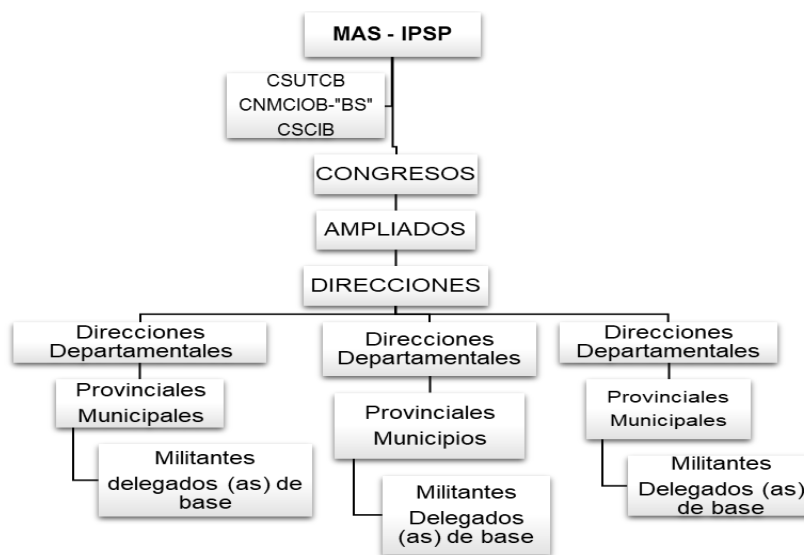 MAS - IPSP
CSUTCB
CNMCIOB-"BS"
CSCIB
CONGRESOS
AMPLIADOS
DIRECCIONES
Direcciones
Departamentales
Provinciales
Municipales
Militantes
delegados (as) de
base
Direcciones
Departamentales
Provinciales
Municipios
Militantes
Delegados
(as) de base
Direcciones
Departamentales
Provinciales
Municipales
Militantes
Delegados (as)
de base